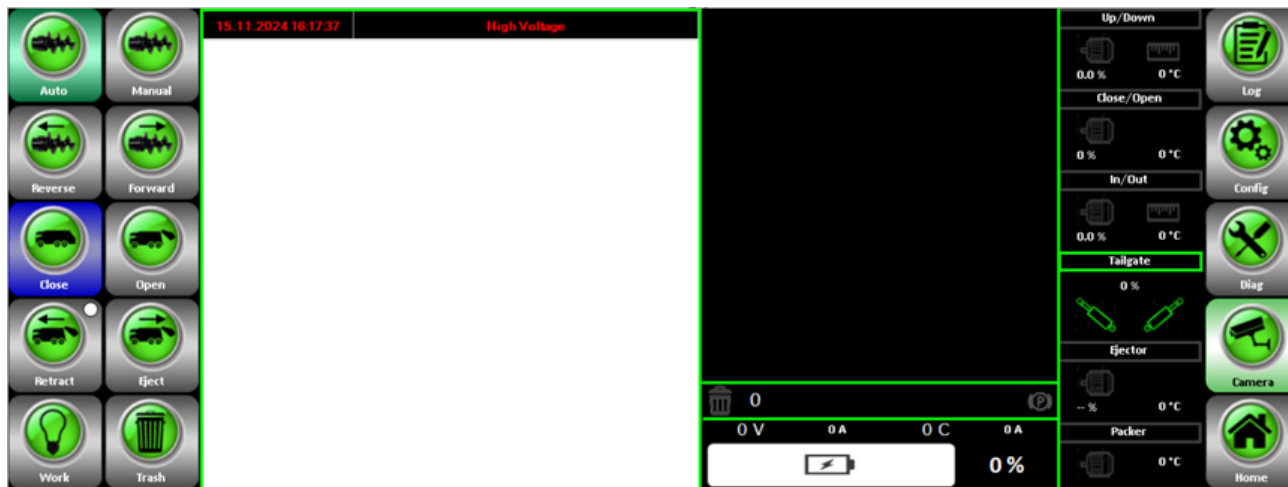 Auto
Manual
Reverse
Forward
Close
Open
Retract
Eject
Work
Trash
15.11.2024 16:17:37 High Voltage
0
P
0 V 0 A 0 C 0 A
0 %
Up/Down
0.0 % 0 °C
Close/Open
0 % 0 °C
In/Out
0.0 % 0 °C
Tailgate
0 %
Ejector
-- % 0 °C
Packer
0 °C
Log
Config
Diag
Camera
Home